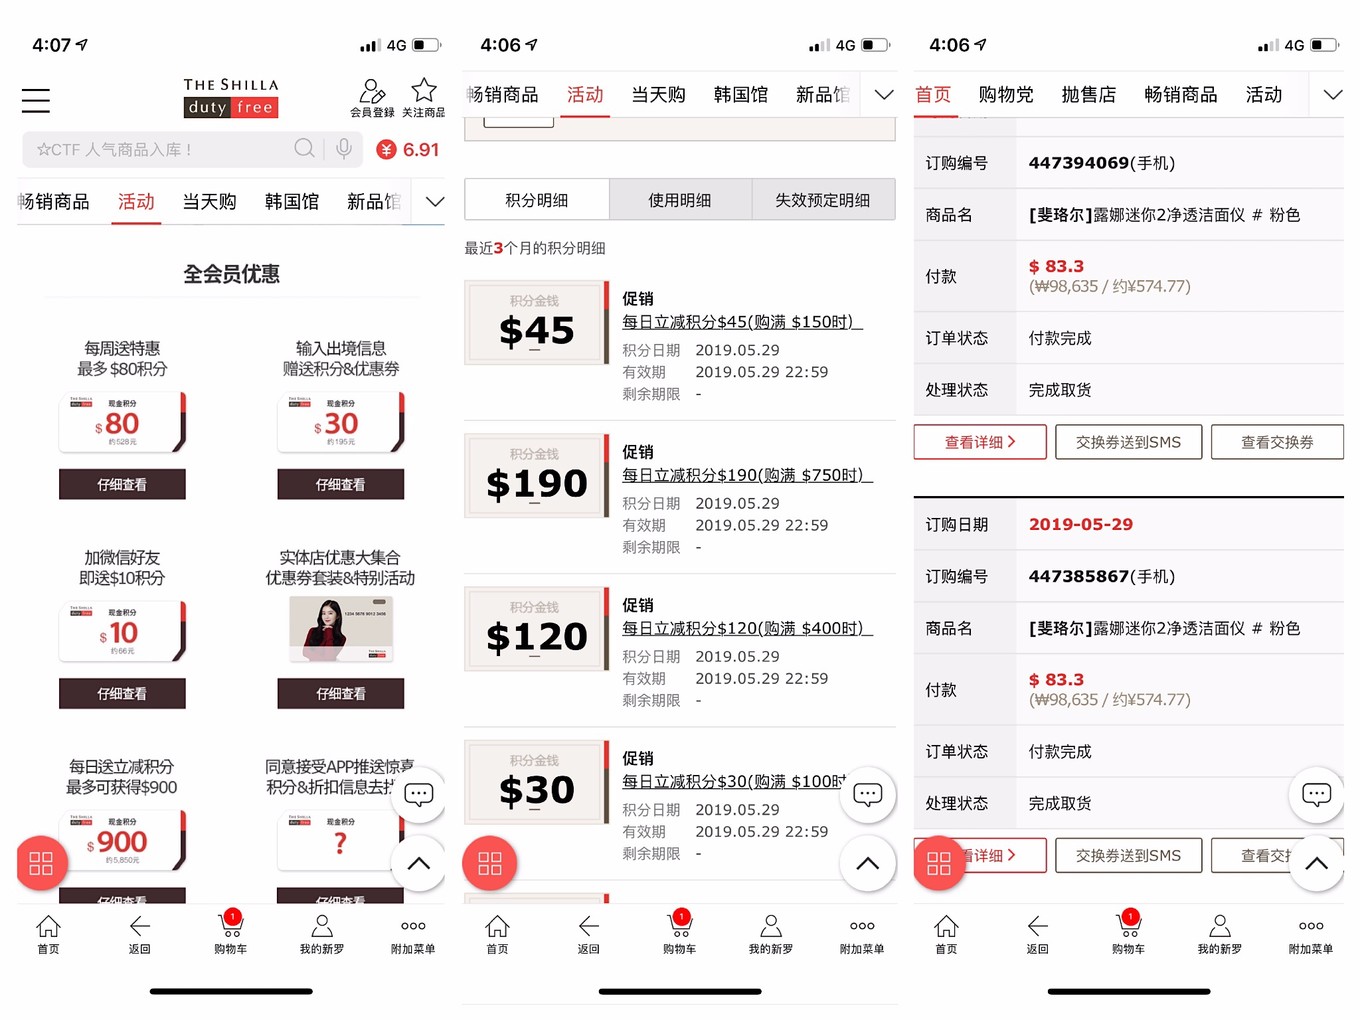 4:07
4G
THE SHILLA
duty free
会员登録
关注商品
☆CTF 人气商品入库！
¥ 6.91
畅销商品
活动
当天购
韩国馆
新品馆
全会员优惠
每周送特惠
最多 $80积分
THE SHILLA
duty free
现金积分
$80
约528元
仔细查看
输入出境信息
赠送积分&优惠券
THE SHILLA
duty free
现金积分
$30
约195元
仔细查看
加微信好友
即送$10积分
THE SHILLA
duty free
现金积分
$10
约66元
仔细查看
实体店优惠大集合
优惠券套装&特别活动
1234 5678 9012 3456
仔细查看
每日送立减积分
最多可获得$900
THE SHILLA
duty free
现金积分
$900
约5,850元
仔细查看
同意接受APP推送惊喜
积分&折扣信息去
THE SHILLA
duty free
现金积分
?
仔细查看
首页
返回
1
购物车
我的新罗
附加菜单
4:06
4G
畅销商品
活动
当天购
韩国馆
新品馆
积分明细
使用明细
失效预定明细
最近3个月的积分明细
积分金钱
$45
促销
每日立减积分$45(购满 $150时)
积分日期 2019.05.29
有效期 2019.05.29 22:59
剩余期限 -
积分金钱
$190
促销
每日立减积分$190(购满 $750时)
积分日期 2019.05.29
有效期 2019.05.29 22:59
剩余期限 -
积分金钱
$120
促销
每日立减积分$120(购满 $400时)
积分日期 2019.05.29
有效期 2019.05.29 22:59
剩余期限 -
积分金钱
$30
促销
每日立减积分$30(购满 $100时
积分日期 2019.05.29
有效期 2019.05.29 22:59
剩余期限 -
首页
返回
1
购物车
我的新罗
附加菜单
4:06
4G
首页
购物党
抛售店
畅销商品
活动
订购编号 447394069(手机)
商品名 [斐珞尔]露娜迷你2净透洁面仪 # 粉色
付款 $ 83.3
(₩98,635 / 约¥574.77)
订单状态 付款完成
处理状态 完成取货
查看详细
交换券送到SMS
查看交换券
订购日期 2019-05-29
订购编号 447385867(手机)
商品名 [斐珞尔]露娜迷你2净透洁面仪 # 粉色
付款 $ 83.3
(₩98,635 / 约¥574.77)
订单状态 付款完成
处理状态 完成取货
看详细
交换券送到SMS
查看交
首页
返回
1
购物车
我的新罗
附加菜单